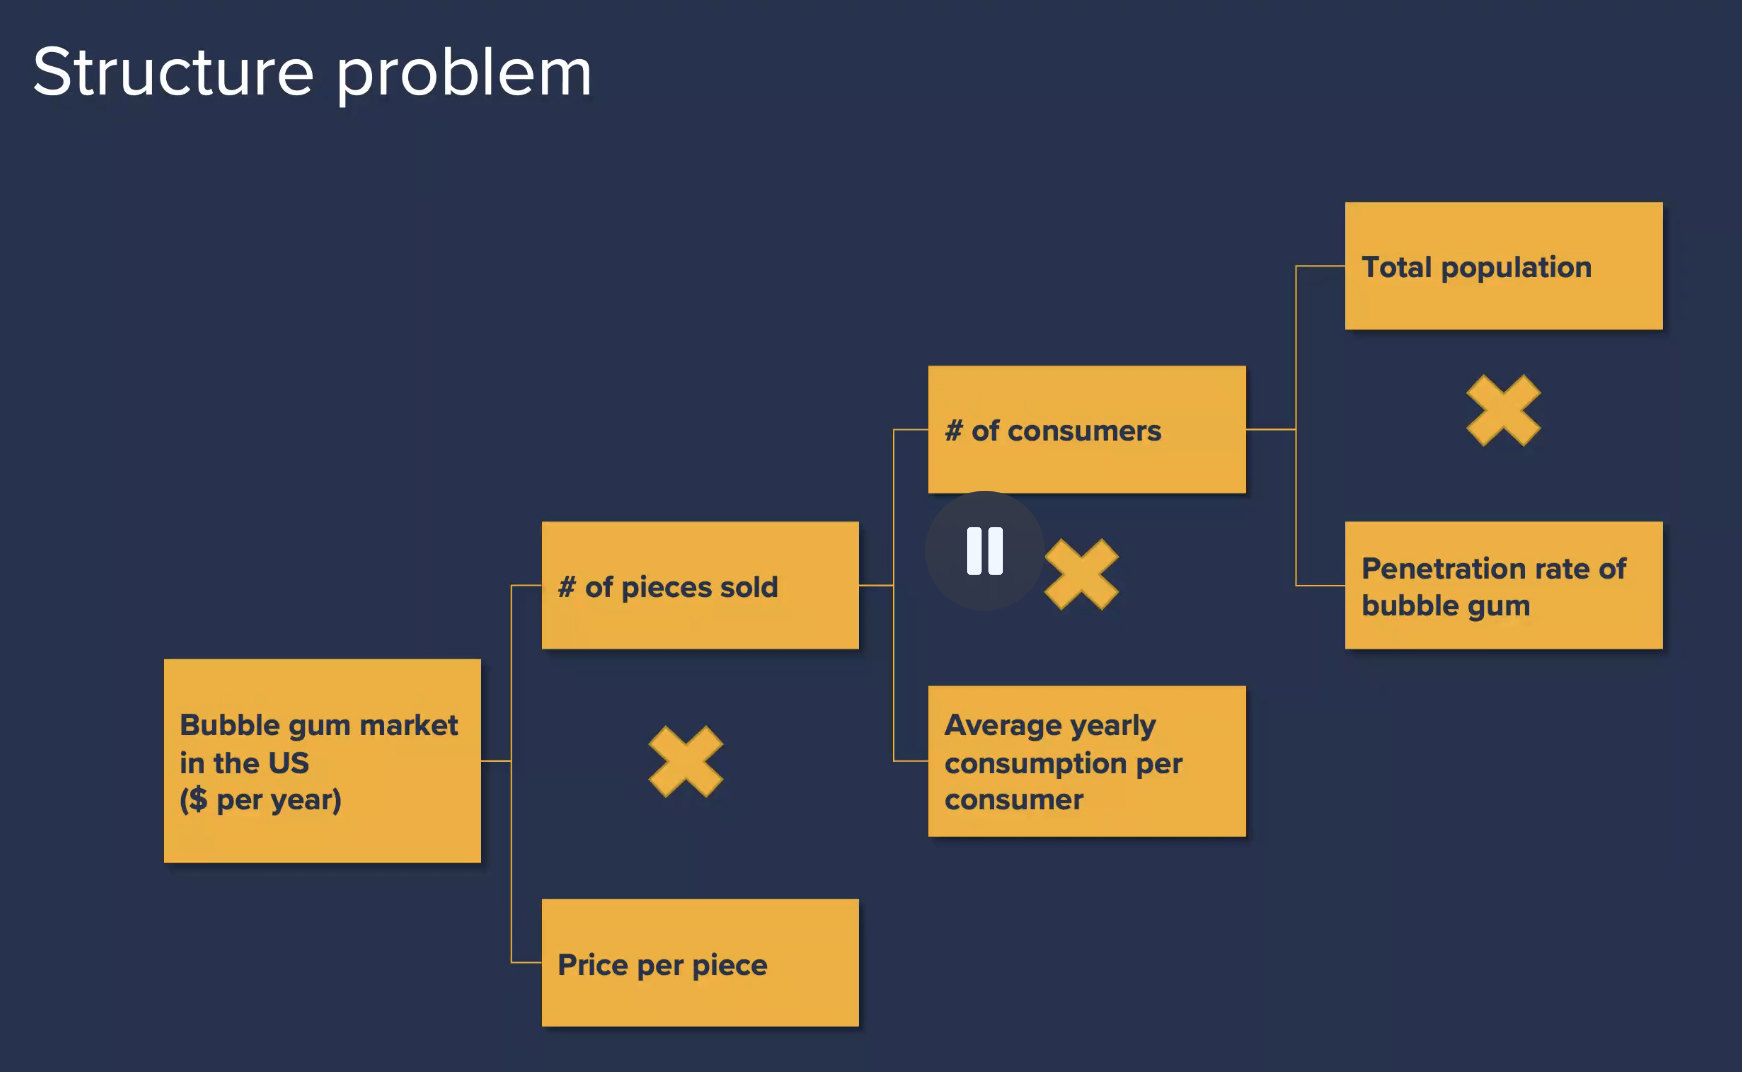 Structure problem
Total population
# of consumers
Penetration rate of
bubble gum
# of pieces sold
Bubble gum market
in the US
($ per year)
Average yearly
consumption per
consumer
Price per piece